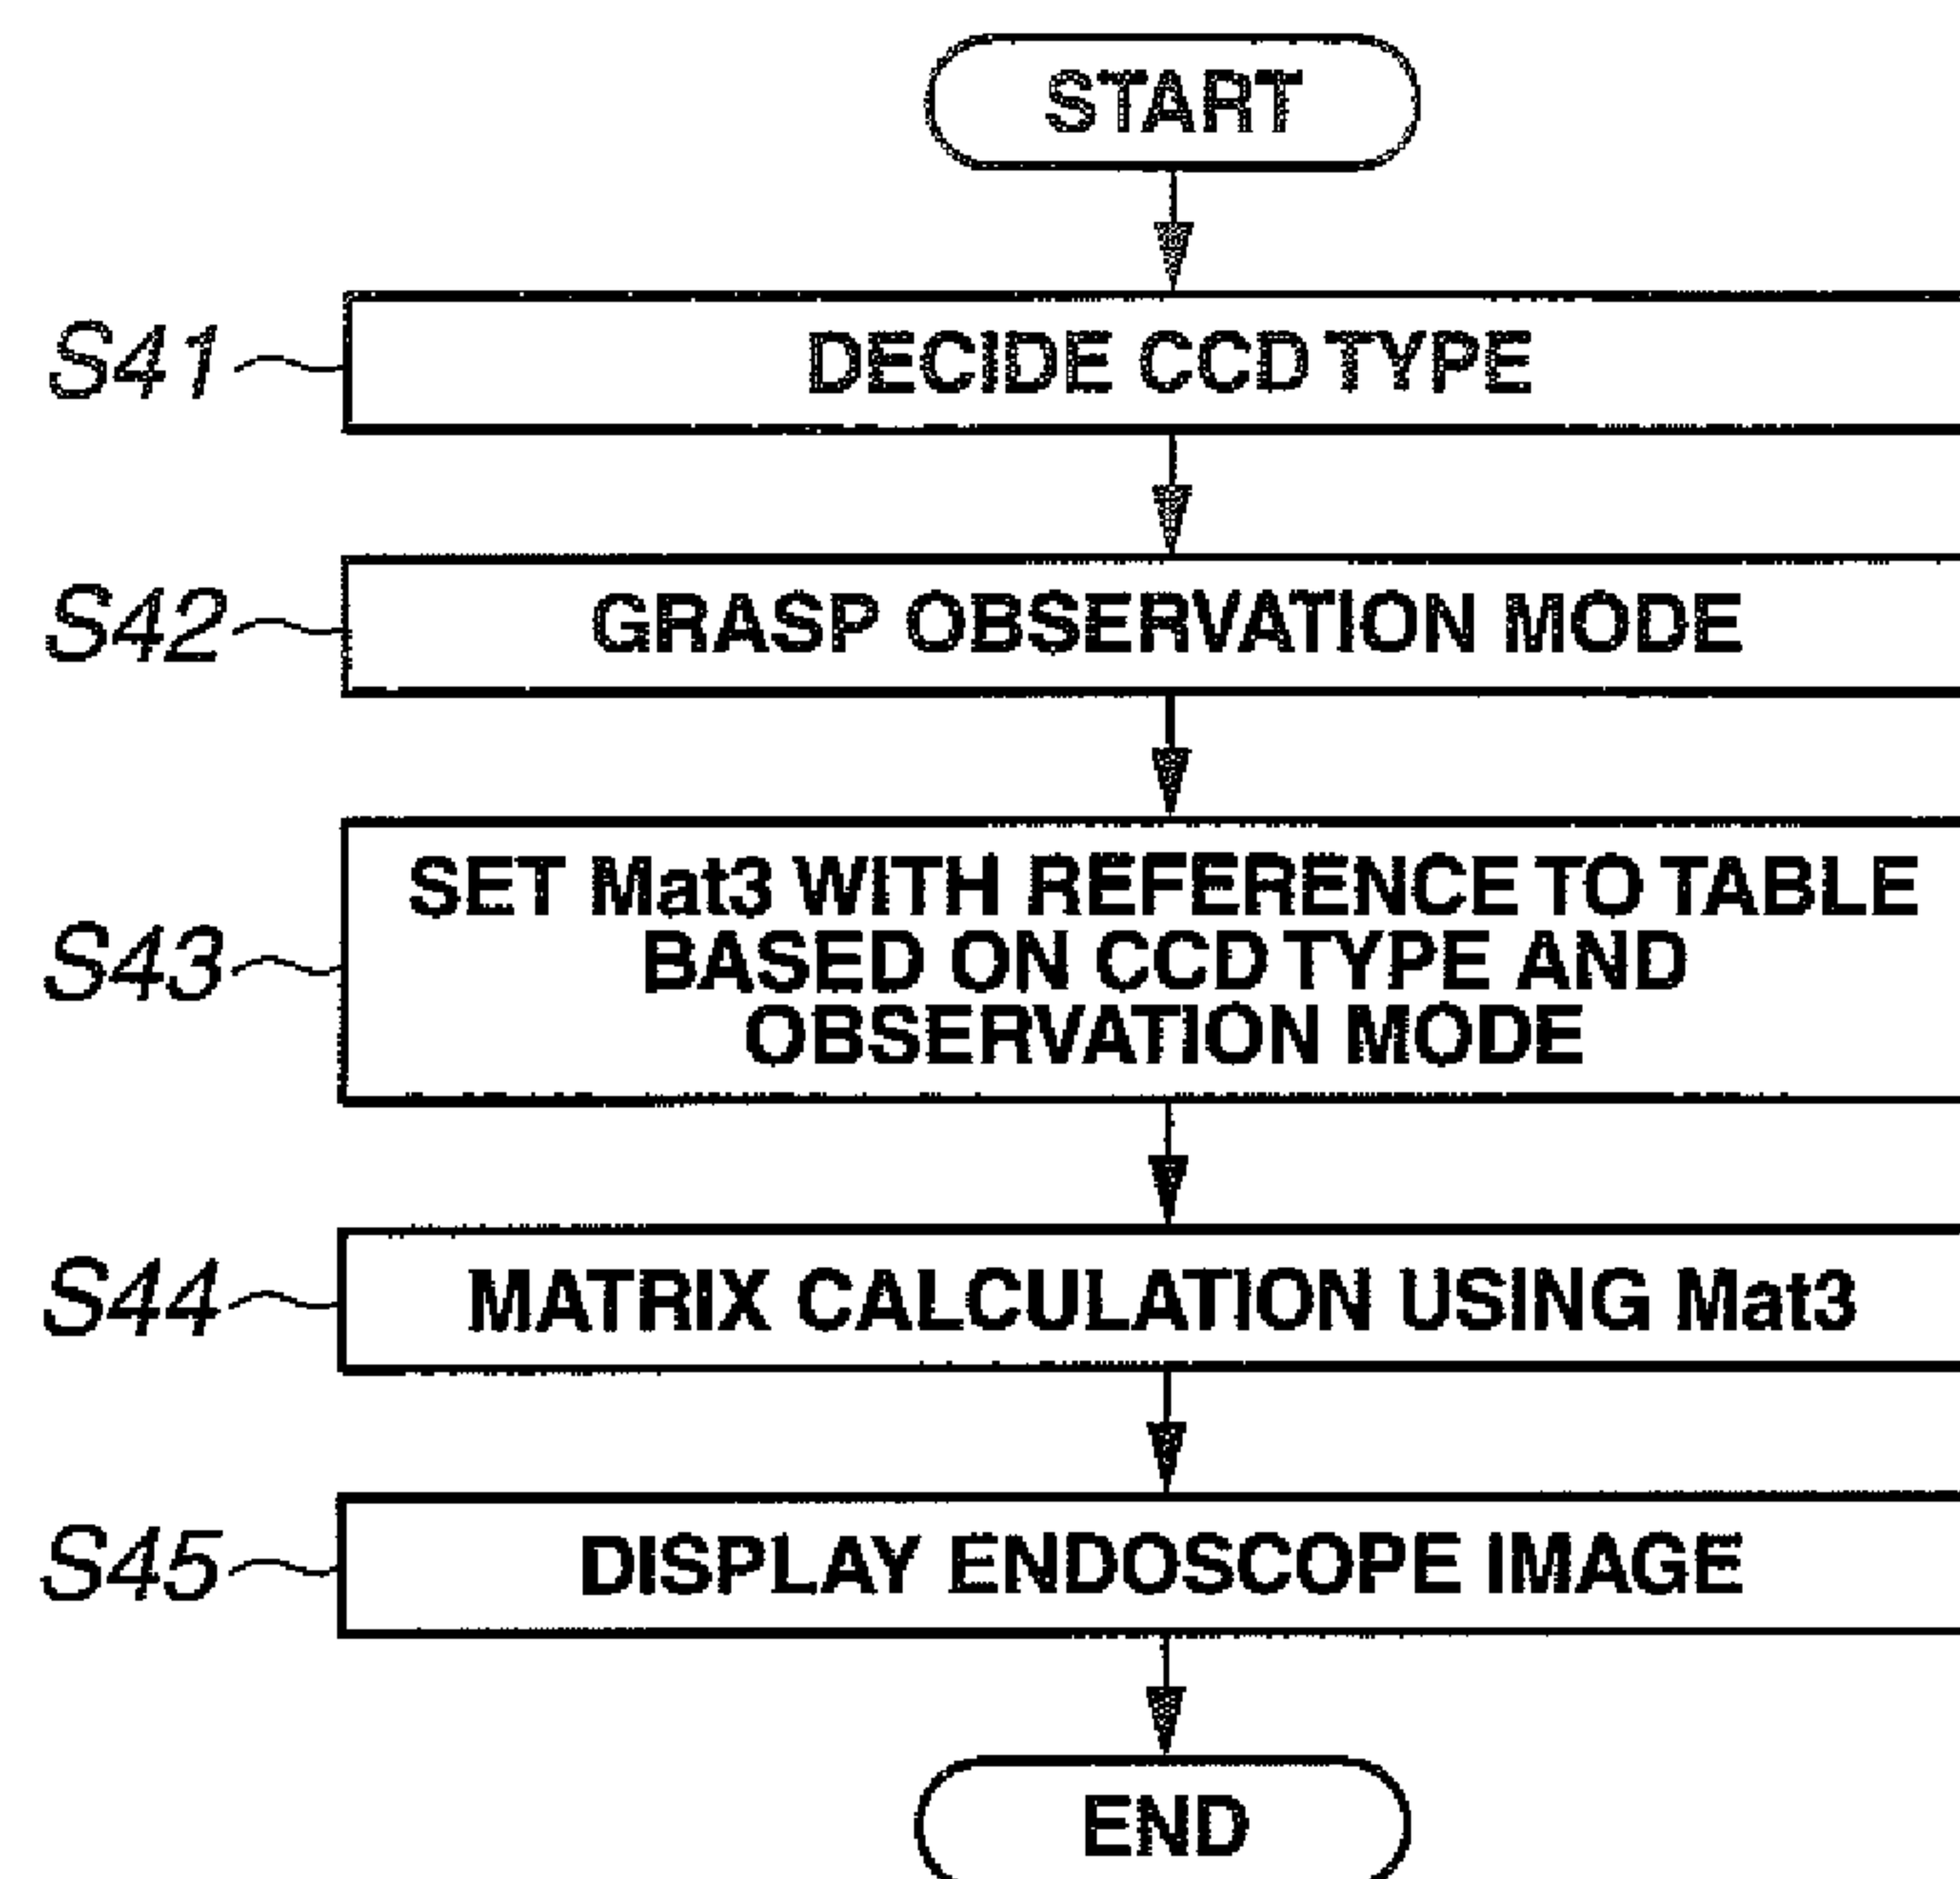 START
S41
DECIDE CCD TYPE
S42
GRASP OBSERVATION MODE
S43
SET Mat3 WITH REFERENCE TO TABLE
BASED ON CCD TYPE AND
OBSERVATION MODE
S44
MATRIX CALCULATION USING Mat3
S45
DISPLAY ENDOSCOPE IMAGE
END